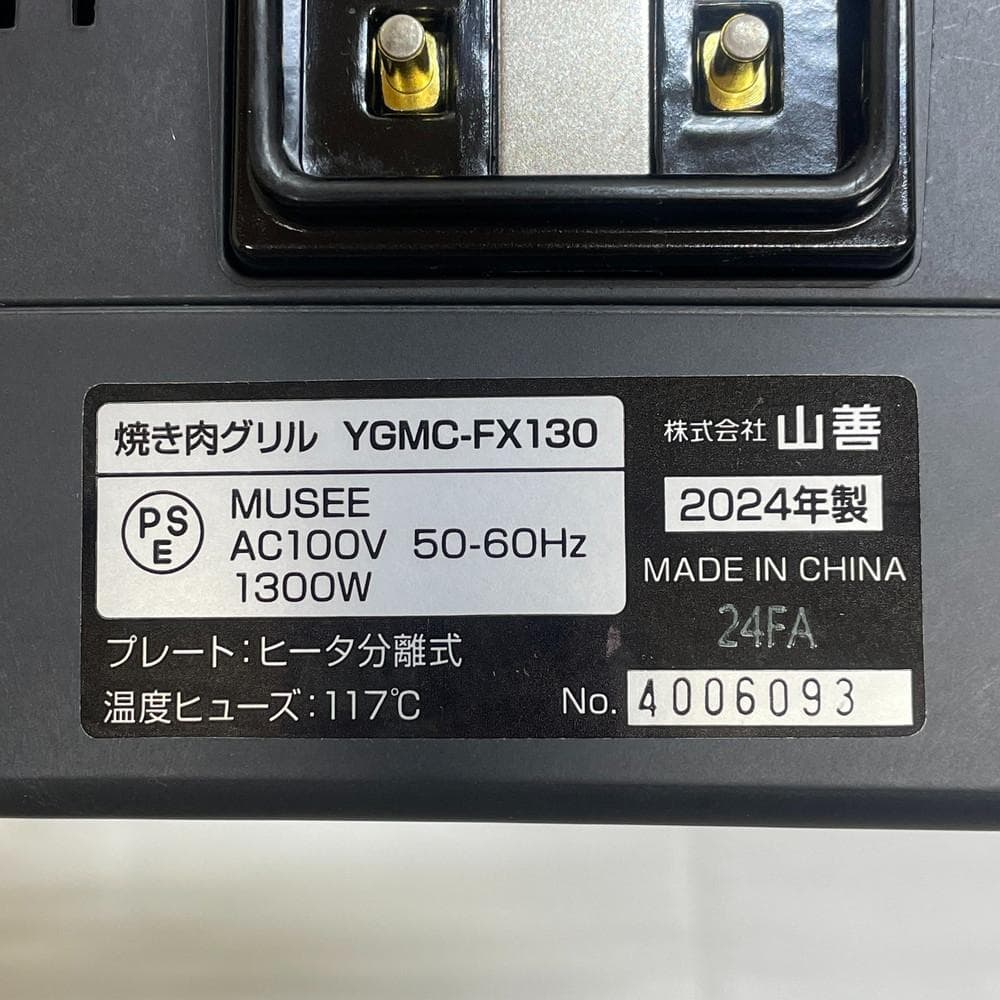 焼き肉グリル YGMC-FX130
PSE
MUSEE
AC100V 50-60Hz
1300W
プレート:ヒータ分離式
温度ヒューズ:117℃
株式会社 山善
2024年製
MADE IN CHINA
24FA
No. 4006093